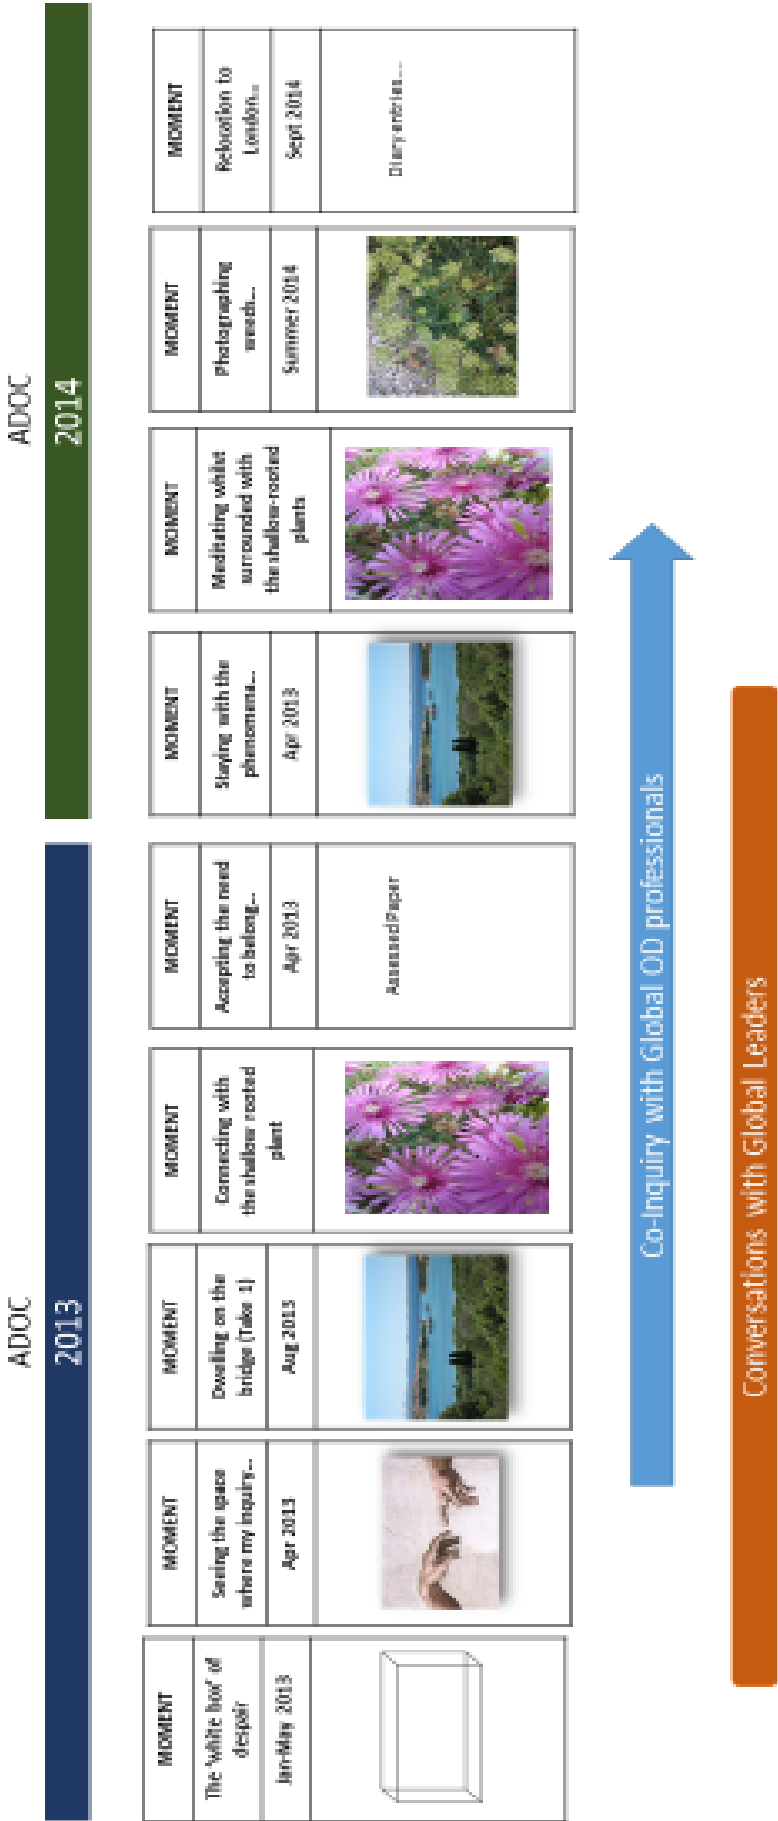 ADOC
2013
ADOC
2014
MOMENT
The 'white box' of
despair
Jan-May 2013
MOMENT
Seeing the space
where my inquiry...
Apr 2013
MOMENT
Dwelling on the
bridge (Take 1)
Aug 2013
MOMENT
Connecting with
the shallow rooted
plant
MOMENT
Accepting the need
to belong...
Apr 2013
Assessed Paper
MOMENT
Staying with the
phenomena...
Apr 2013
MOMENT
Meditating whilst
surrounded with
the shallow-rooted
plants
MOMENT
Photographing
weeds...
Summer 2014
MOMENT
Relocation to
London...
Sept 2014
Diary entries...
Co-Inquiry with Global OD professionals
Conversations with Global Leaders